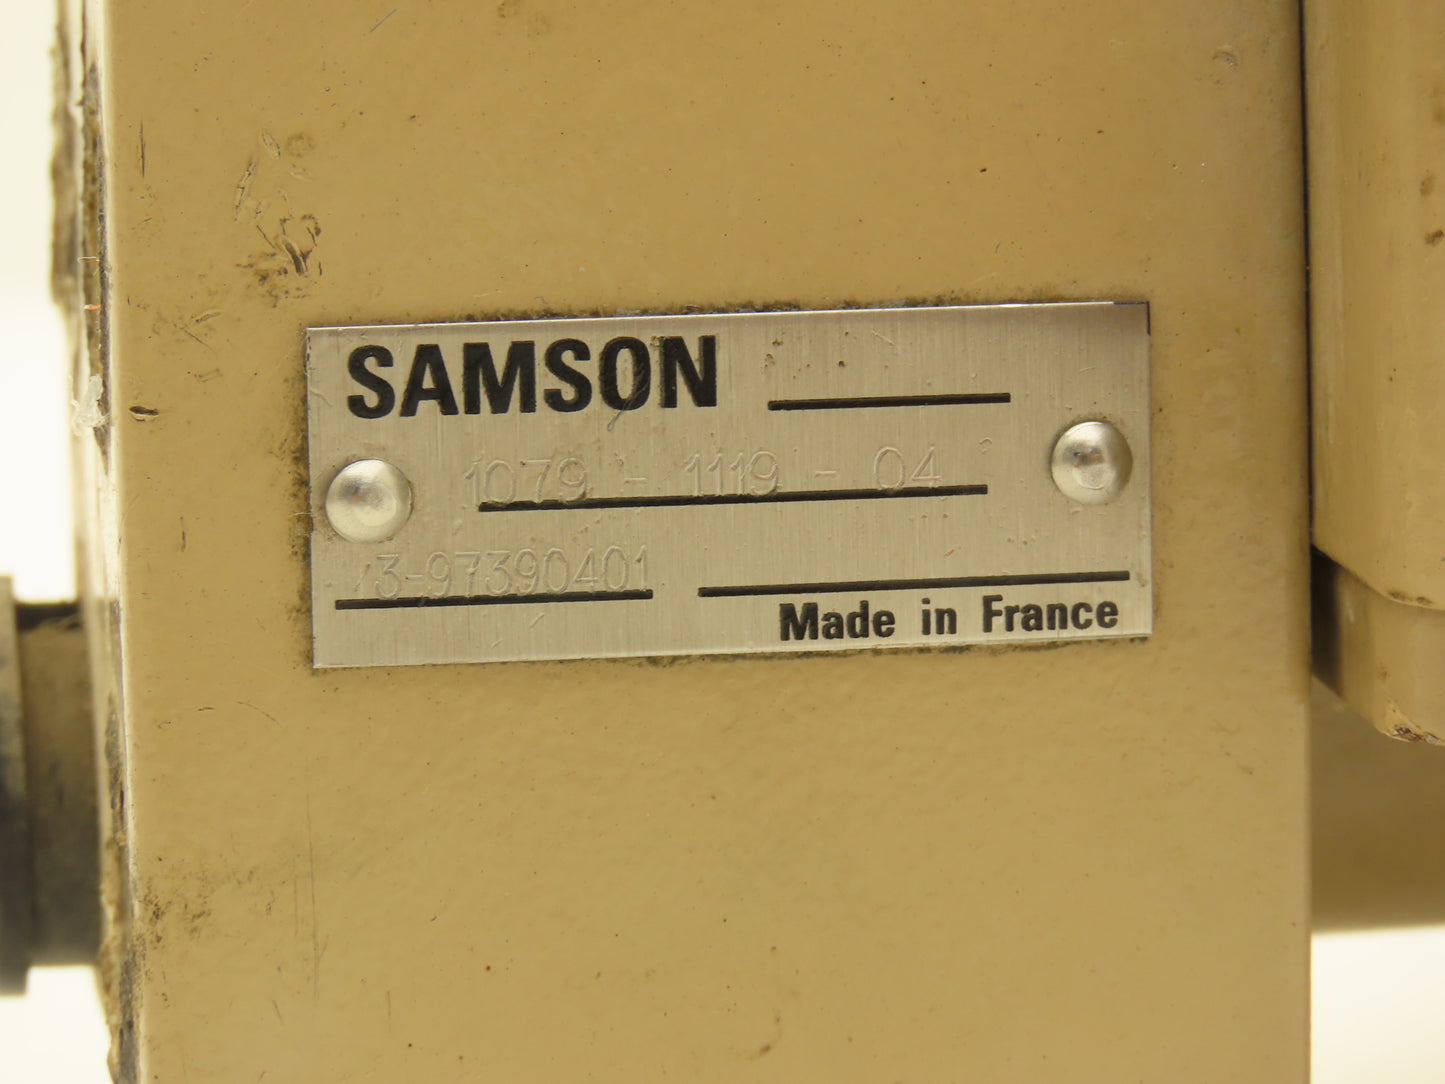 SAMSON
1079 - 1119 - 04
3-97390401
Made in France